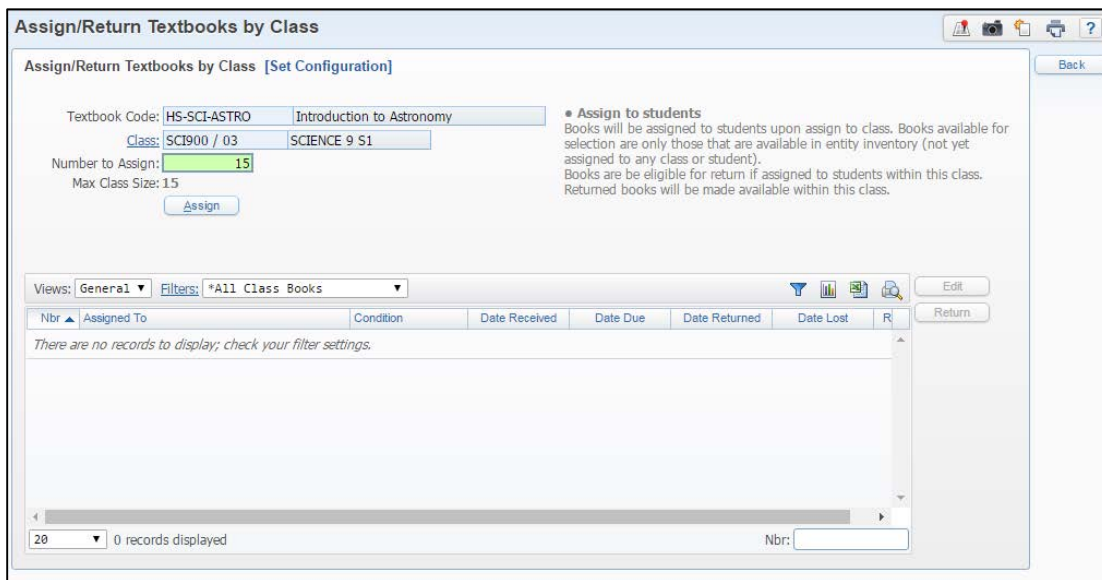 Assign/Return Textbooks by Class
?
Back
Assign/Return Textbooks by Class [Set Configuration]
Textbook Code: HS-SCI-ASTRO Introduction to Astronomy
Class: SCI900 / 03 SCIENCE 9 S1
Number to Assign: 15
Max Class Size: 15
Assign
● Assign to students
Books will be assigned to students upon assign to class. Books available for
selection are only those that are available in entity inventory (not yet
assigned to any class or student).
Books are be eligible for return if assigned to students within this class.
Returned books will be made available within this class.
Views: General ▼ Filters: *All Class Books ▼
Edit
Return
Nbr ▲ Assigned To Condition Date Received Date Due Date Returned Date Lost R
There are no records to display; check your filter settings.
20 ▼ 0 records displayed Nbr: